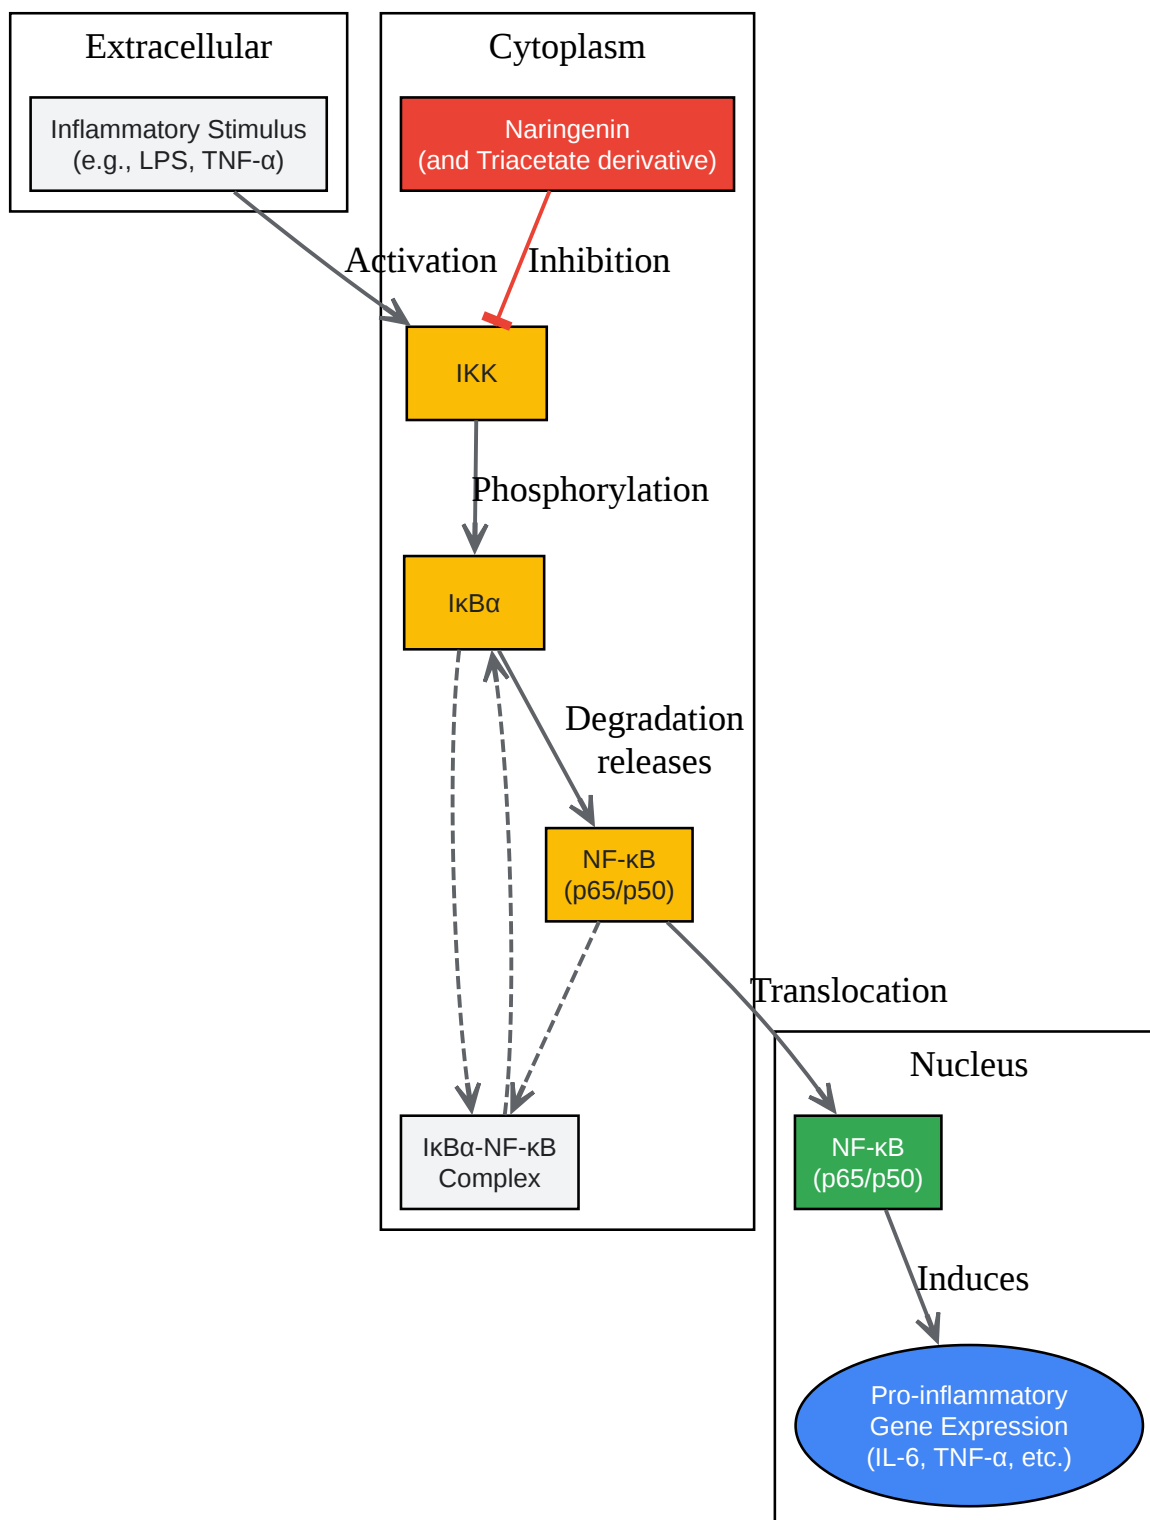 Extracellular
Inflammatory Stimulus
(e.g., LPS, TNF-α)
Cytoplasm
Naringenin
(and Triacetate derivative)
Activation
Inhibition
IKK
Phosphorylation
IκBα
Degradation
releases
NF-κB
(p65/p50)
Translocation
IκBα-NF-κB
Complex
Nucleus
NF-κB
(p65/p50)
Induces
Pro-inflammatory
Gene Expression
(IL-6, TNF-α, etc.)